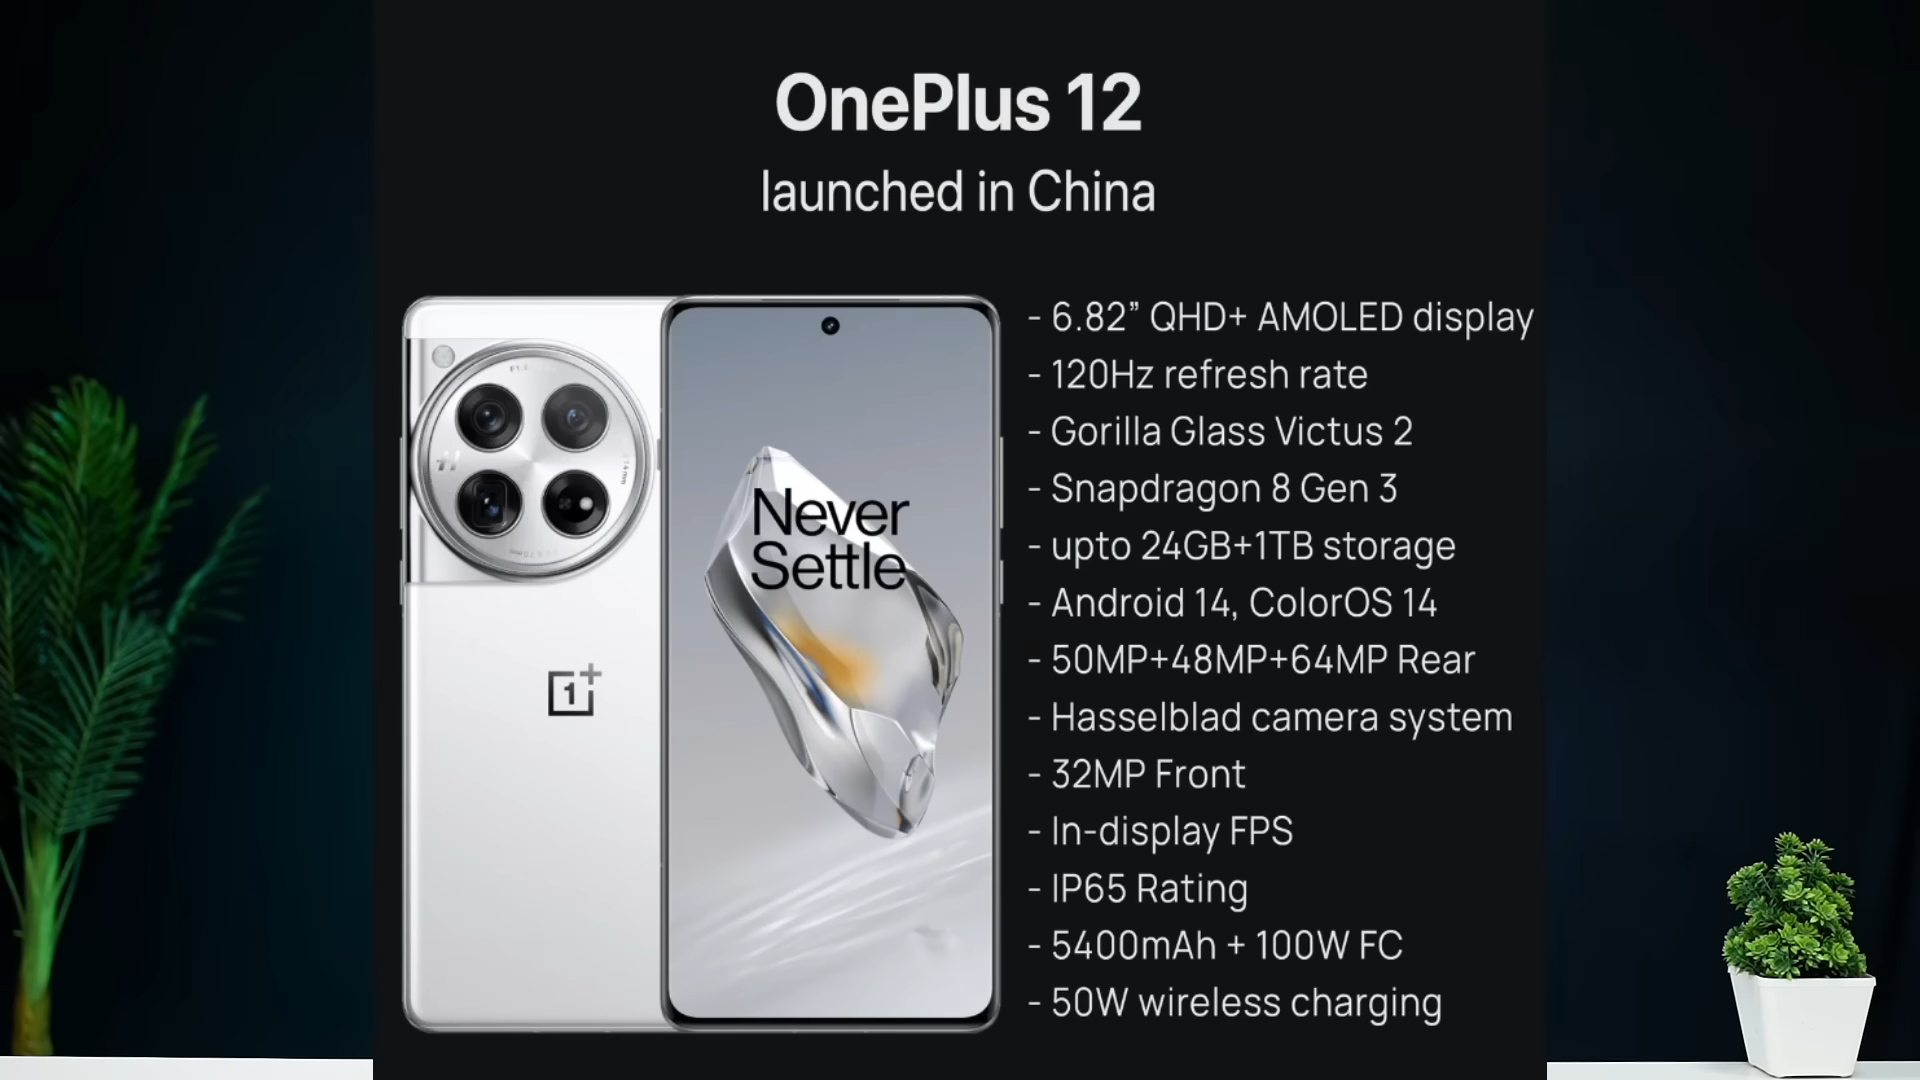 OnePlus 12
launched in China
- 6.82” QHD+ AMOLED display
- 120Hz refresh rate
- Gorilla Glass Victus 2
- Snapdragon 8 Gen 3
- upto 24GB+1TB storage
- Android 14, ColorOS 14
- 50MP+48MP+64MP Rear
- Hasselblad camera system
- 32MP Front
- In-display FPS
- IP65 Rating
- 5400mAh + 100W FC
- 50W wireless charging
Never
Settle
H
1+